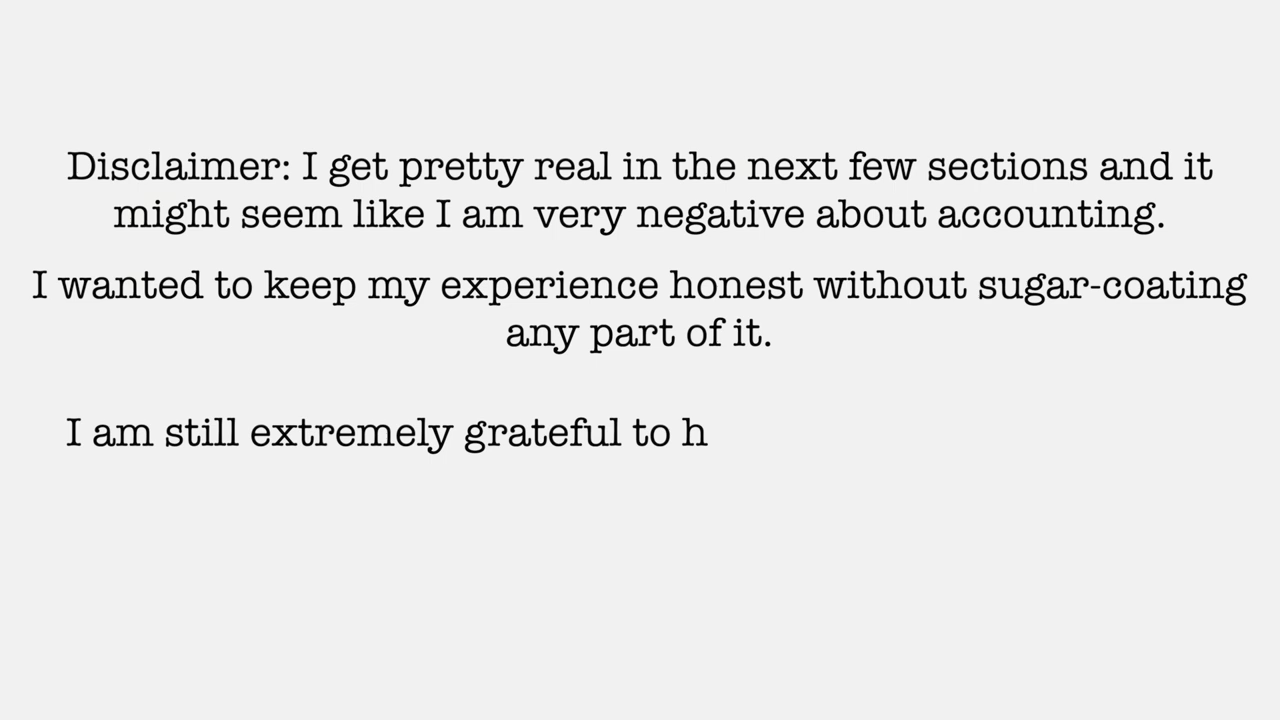 Disclaimer: I get pretty real in the next few sections and it
might seem like I am very negative about accounting.
I wanted to keep my experience honest without sugar-coating
any part of it.
I am still extremely grateful to h